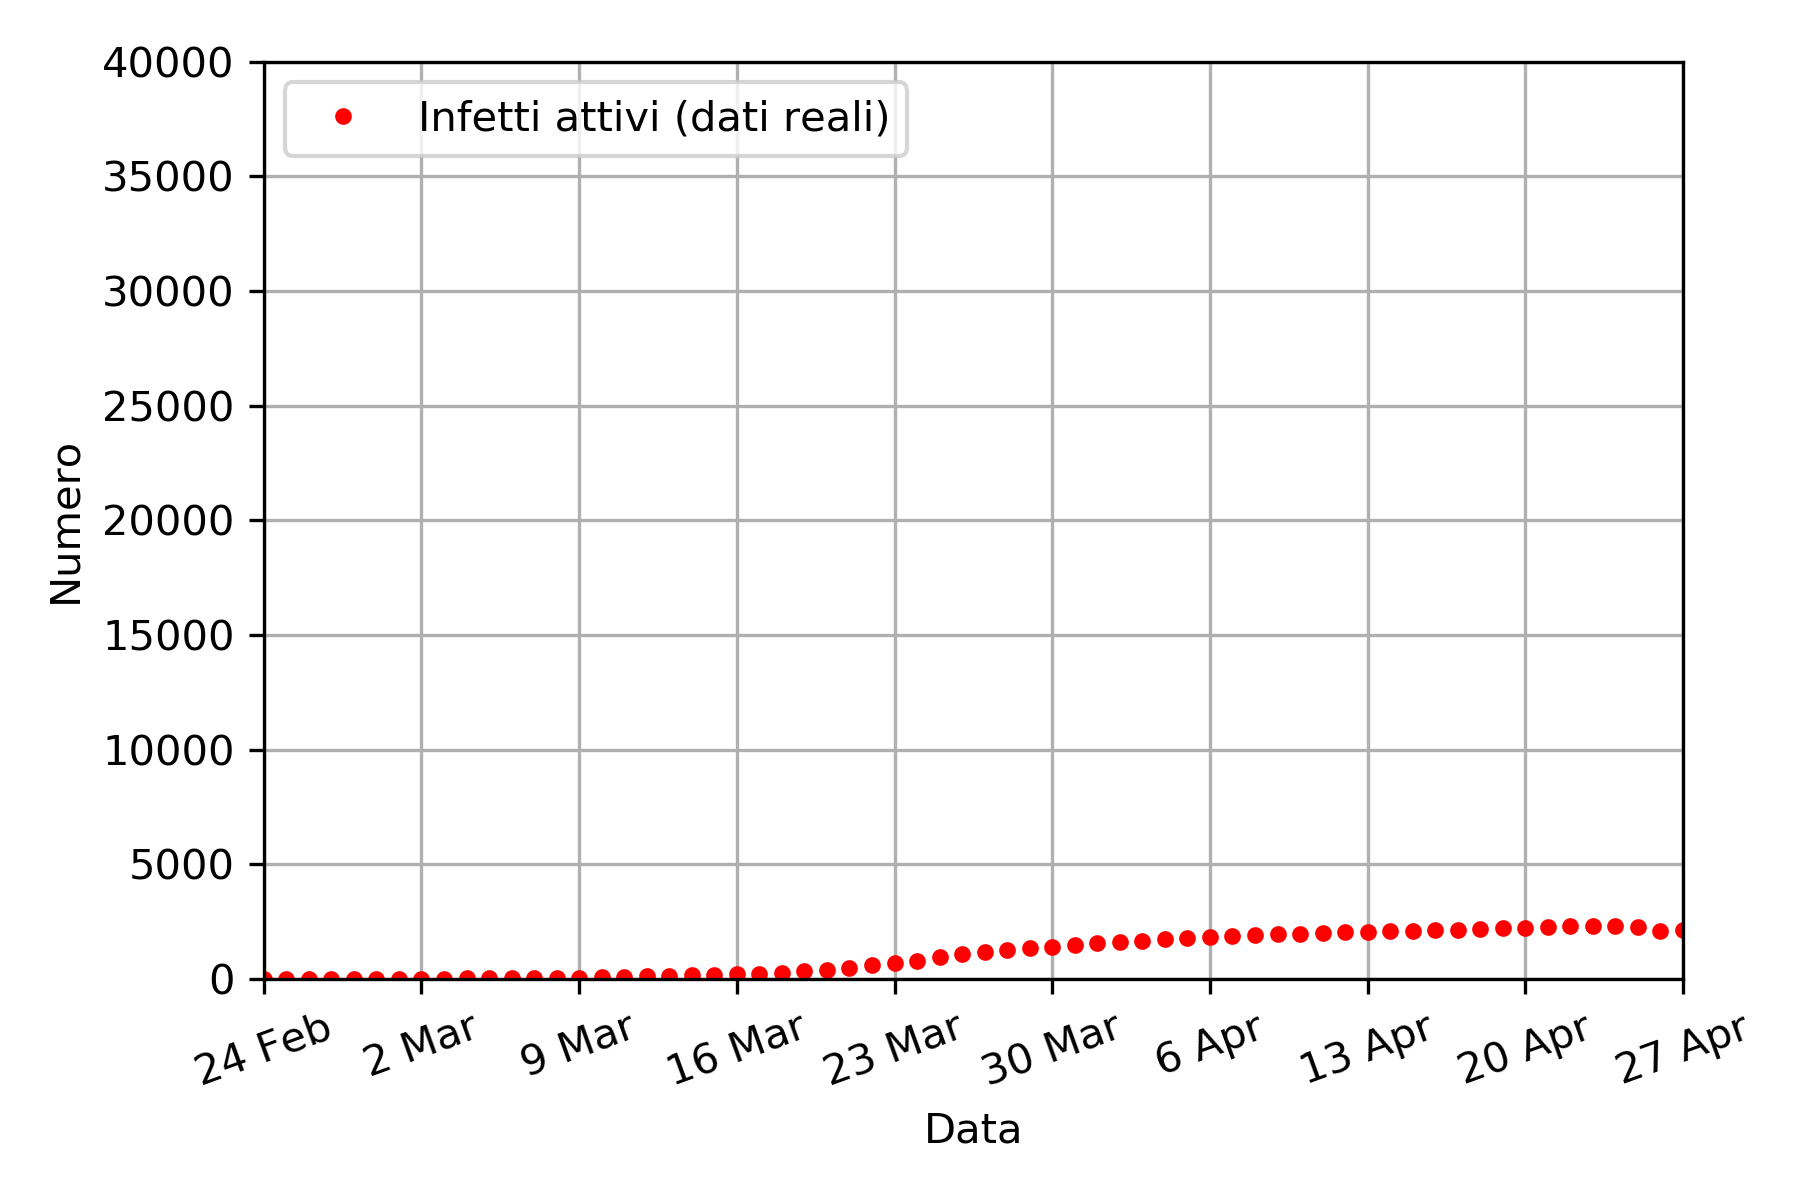 40000
Infetti attivi (dati reali)
35000
30000
25000
20000
15000
10000
5000
0
Numero
24 Feb
2 Mar
9 Mar
16 Mar
23 Mar
30 Mar
6 Apr
13 Apr
20 Apr
27 Apr
Data